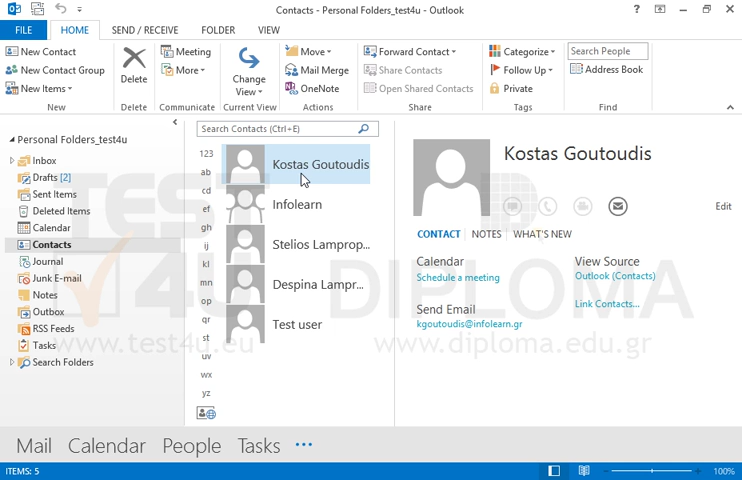 Contacts - Personal Folders_test4u - Outlook
FILE HOME SEND / RECEIVE FOLDER VIEW
New Contact
New Contact Group
New Items
New
Delete
Delete
Meeting
More
Communicate
Change View
Current View
Move
Mail Merge
OneNote
Actions
Forward Contact
Share Contacts
Open Shared Contacts
Share
Categorize
Follow Up
Private
Tags
Search People
Address Book
Find
Personal Folders_test4u
Inbox
Drafts [2]
Sent Items
Deleted Items
Calendar
Contacts
Journal
Junk E-mail
Notes
Outbox
RSS Feeds
Tasks
Search Folders
Search Contacts (Ctrl+E)
123
ab
cd
ef
gh
ij
kl
mn
op
qr
st
uv
wx
yz
Kostas Goutoudis
Infolearn
Stelios Lamprop...
Despina Lampr...
Test user
Kostas Goutoudis
Edit
CONTACT NOTES WHAT'S NEW
Calendar
Schedule a meeting
Send Email
kgoutoudis@infolearn.gr
View Source
Outlook (Contacts)
Link Contacts...
TEST
4U
www.test4u.eu
DIPLOMA
www.diploma.edu.gr
Mail Calendar People Tasks
ITEMS: 5
100%